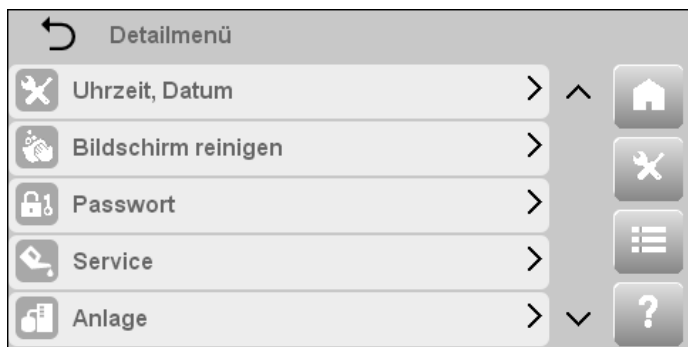 Detailmenü
Uhrzeit, Datum
Bildschirm reinigen
Passwort
Service
Anlage
?